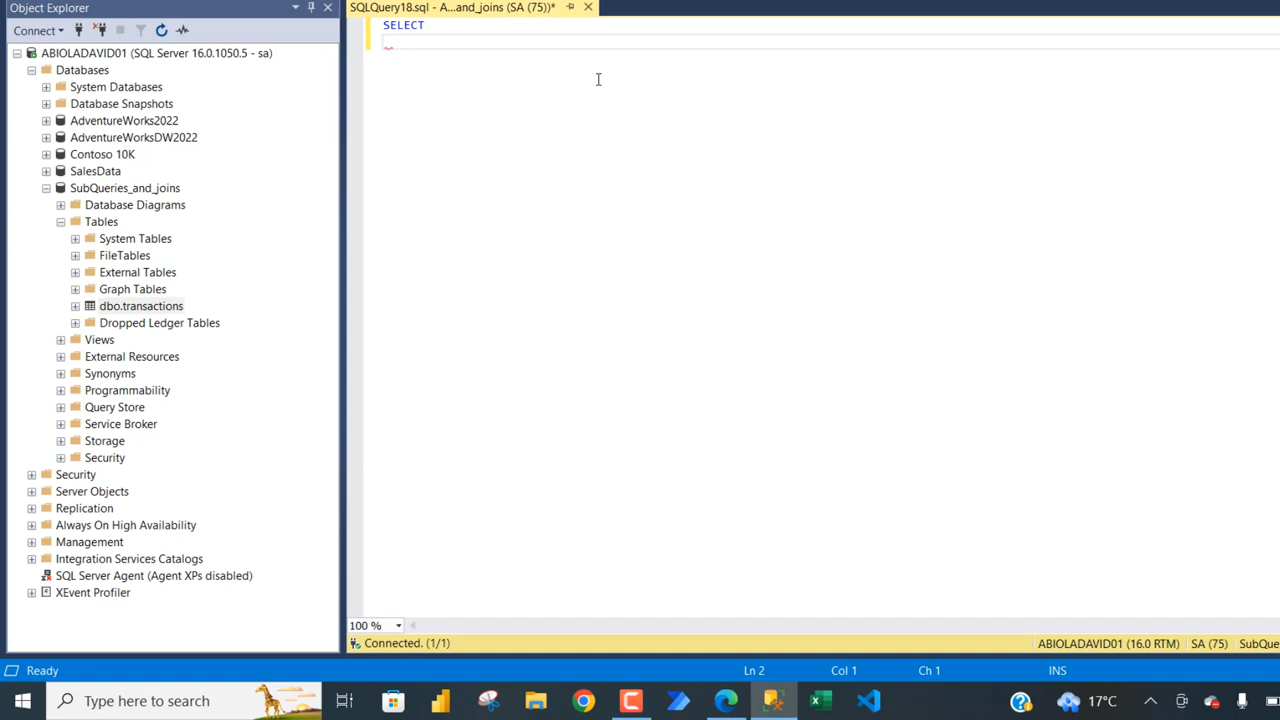 Object Explorer
Connect
ABIOLADAVID01 (SQL Server 16.0.1050.5 - sa)
Databases
System Databases
Database Snapshots
AdventureWorks2022
AdventureWorksDW2022
Contoso 10K
SalesData
SubQueries_and_joins
Database Diagrams
Tables
System Tables
FileTables
External Tables
Graph Tables
dbo.transactions
Dropped Ledger Tables
Views
External Resources
Synonyms
Programmability
Query Store
Service Broker
Storage
Security
Security
Server Objects
Replication
Always On High Availability
Management
Integration Services Catalogs
SQL Server Agent (Agent XPs disabled)
XEvent Profiler
SQLQuery18.sql - A...and_joins (SA (75))*
SELECT
100 %
Connected. (1/1)
ABIOLADAVID01 (16.0 RTM)
SA (75)
SubQue
Ready
Ln 2
Col 1
Ch 1
INS
Type here to search
17°C